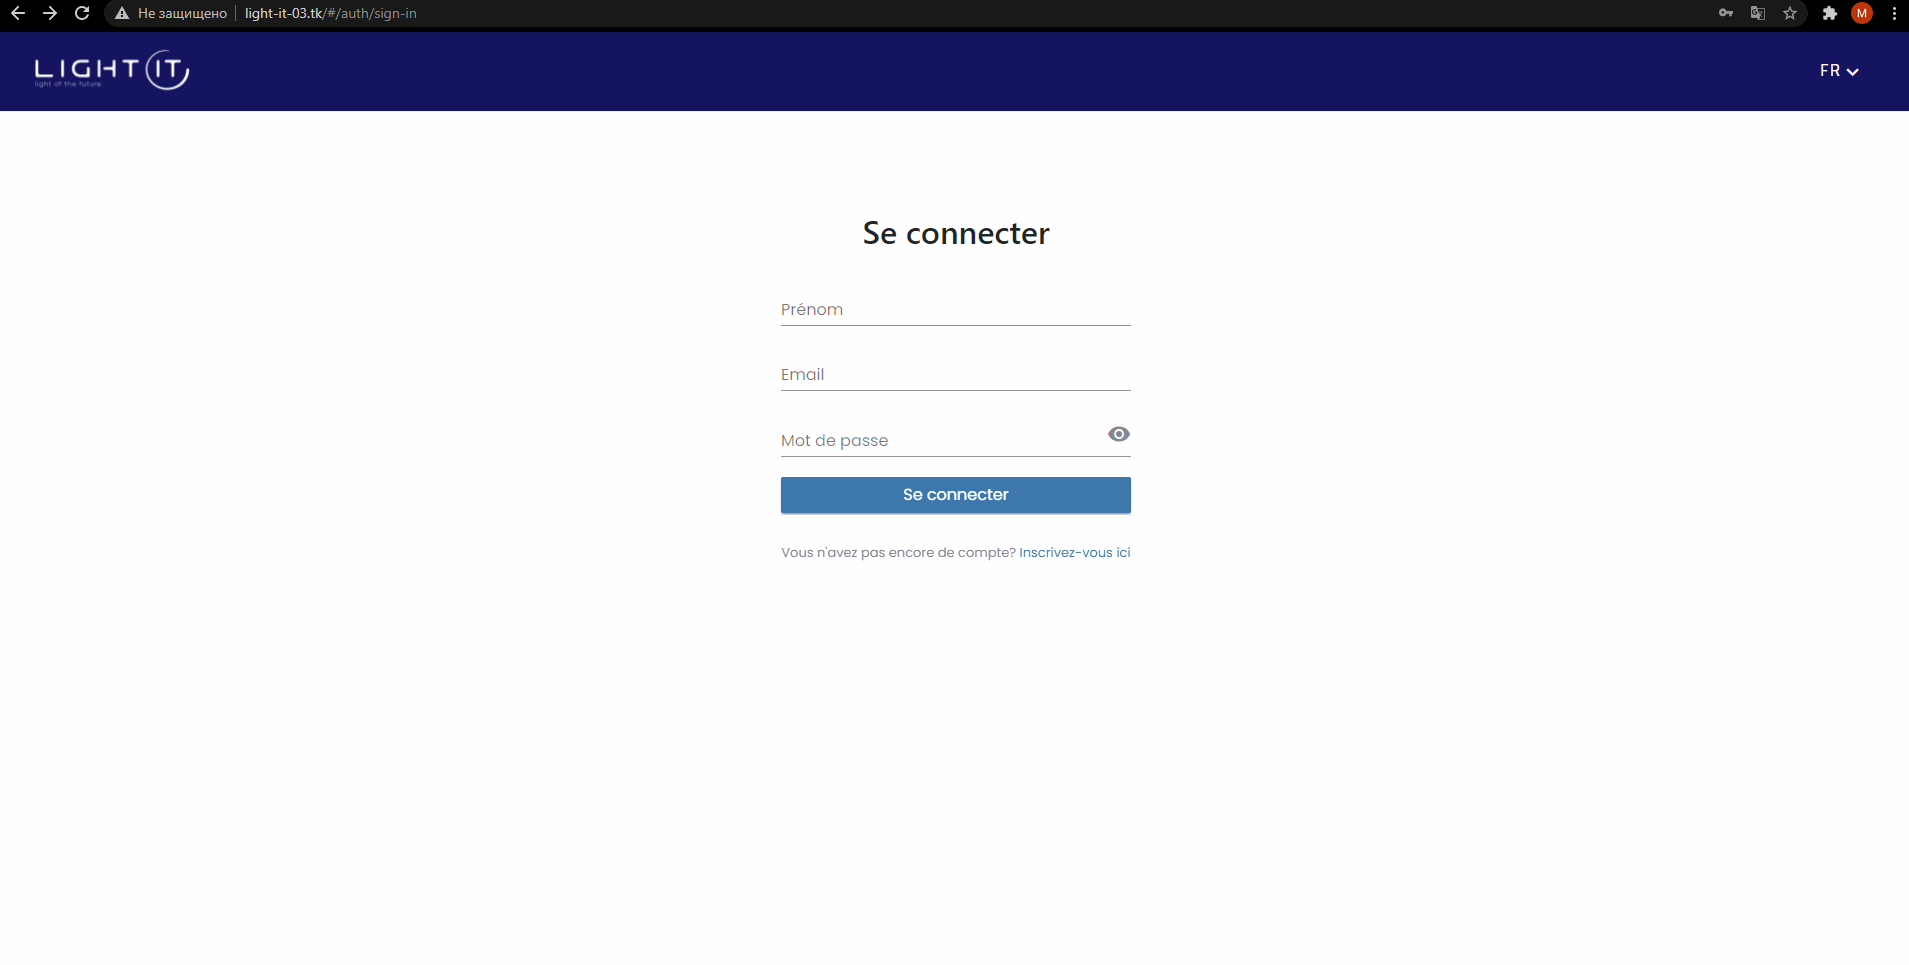 Не защищено light-it-03.tk/#/auth/sign-in M
LIGHT IT
light of the future
FR
Se connecter
Prénom
Email
Mot de passe
Se connecter
Vous n'avez pas encore de compte? Inscrivez-vous ici